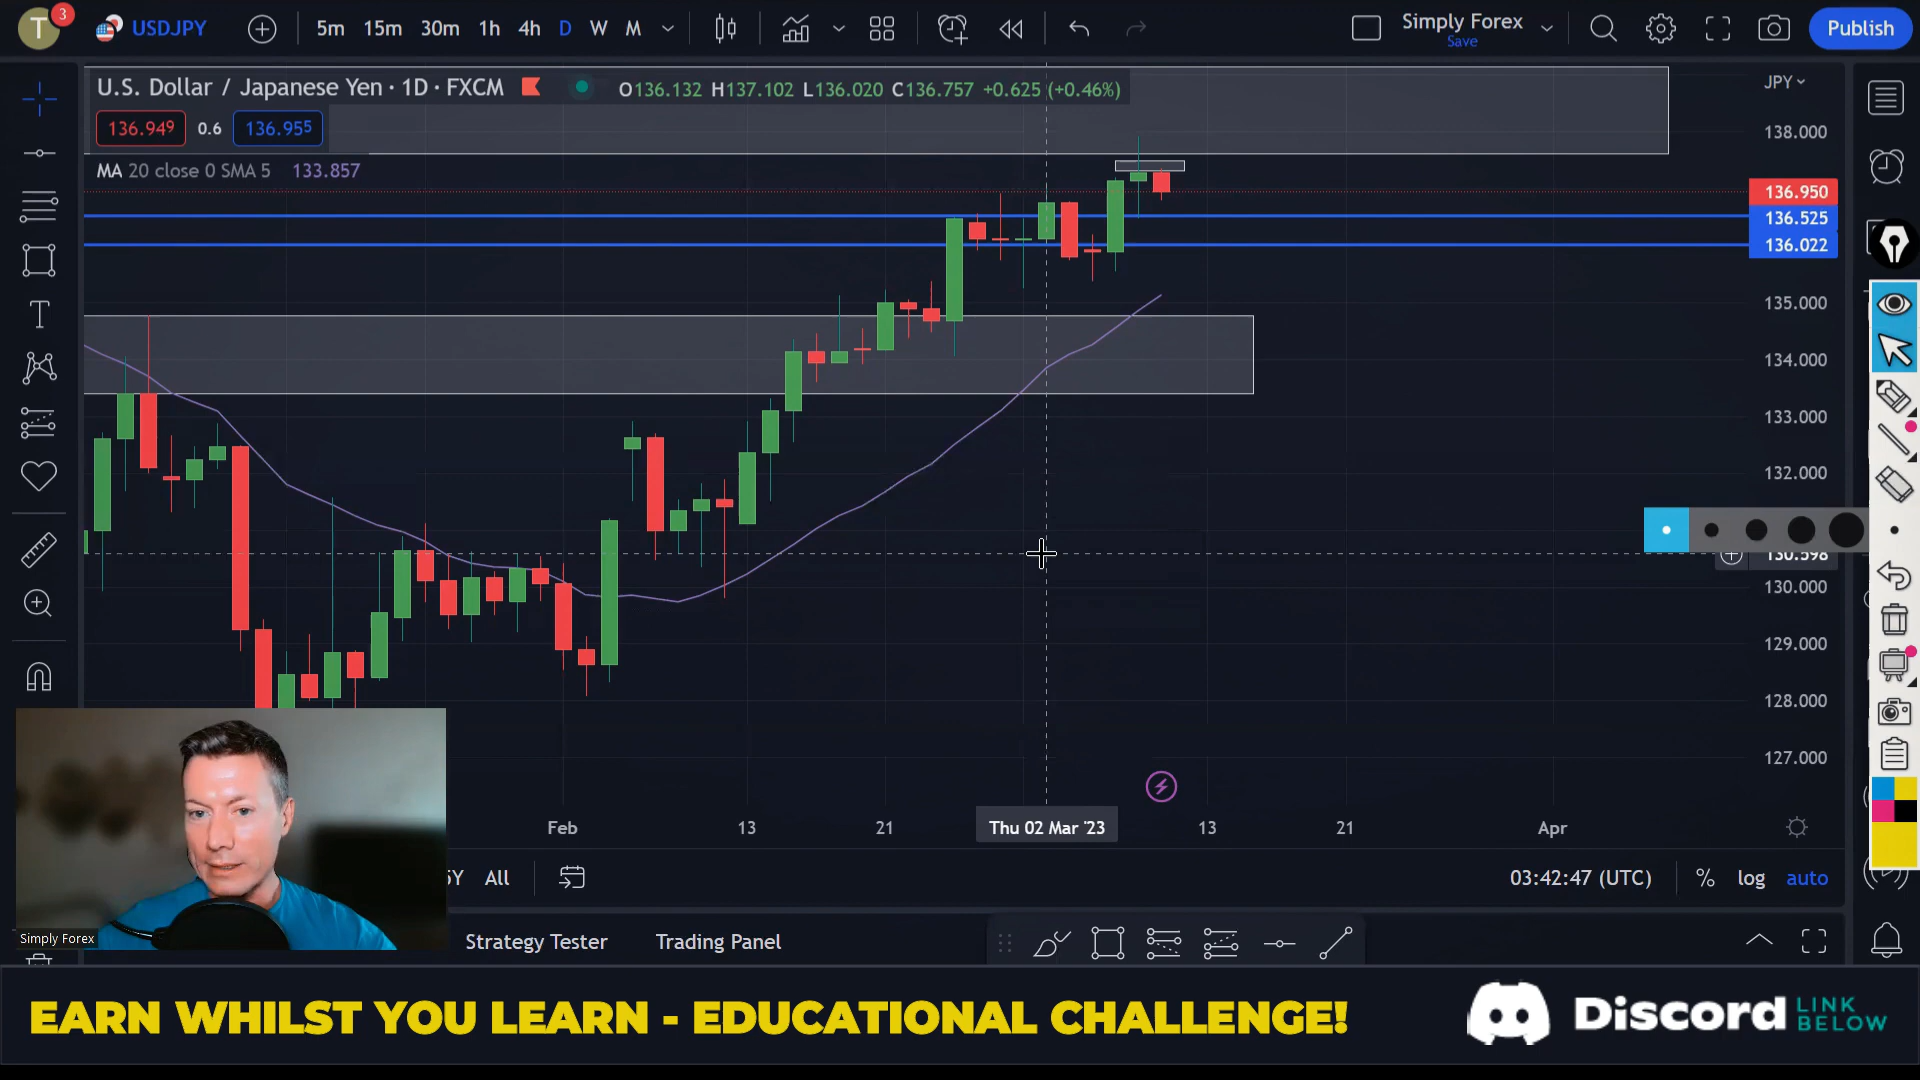 T
3
USDJPY
5m
15m
30m
1h
4h
D
W
M
Simply Forex
Save
Publish
U.S. Dollar / Japanese Yen · 1D · FXCM
O136.132 H137.102 L136.020 C136.757 +0.625 (+0.46%)
JPY
136.949
0.6
136.955
138.000
MA 20 close 0 SMA 5 133.857
136.950
136.525
136.022
135.000
134.000
133.000
132.000
130.598
130.000
129.000
128.000
127.000
Feb
13
21
Thu 02 Mar '23
13
21
Apr
5Y
All
03:42:47 (UTC)
%
log
auto
Simply Forex
Strategy Tester
Trading Panel
EARN WHILST YOU LEARN - EDUCATIONAL CHALLENGE!
Discord
LINK
BELOW